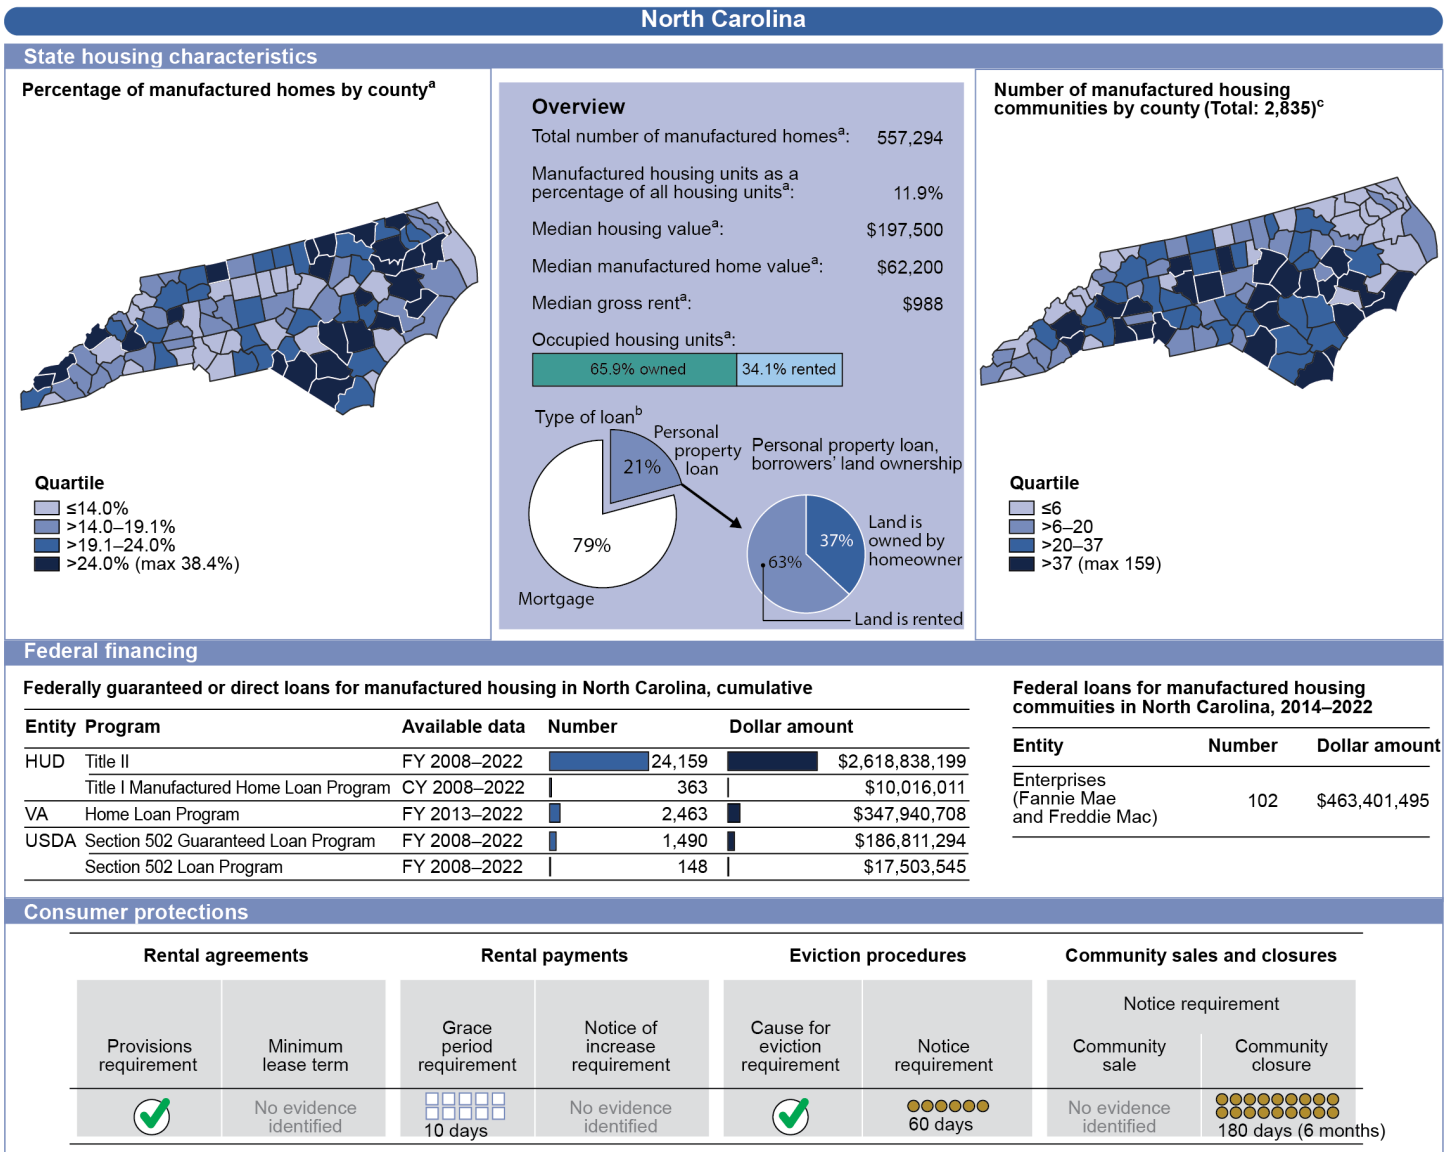 North Carolina
State housing characteristics
Percentage of manufactured homes by countyᵃ
Quartile
≤14.0%
>14.0–19.1%
>19.1–24.0%
>24.0% (max 38.4%)
Overview
Total number of manufactured homesᵃ: 557,294
Manufactured housing units as a
percentage of all housing unitsᵃ: 11.9%
Median housing valueᵃ: $197,500
Median manufactured home valueᵃ: $62,200
Median gross rentᵃ: $988
Occupied housing unitsᵃ:
65.9% owned 34.1% rented
Type of loanᵇ
Personal
property
loan
21%
79%
Mortgage
Personal property loan,
borrowers' land ownership
37%
Land is
owned by
homeowner
63%
Land is rented
Number of manufactured housing
communities by county (Total: 2,835)ᶜ
Quartile
≤6
>6–20
>20–37
>37 (max 159)
Federal financing
Federally guaranteed or direct loans for manufactured housing in North Carolina, cumulative
Entity Program Available data Number Dollar amount
HUD Title II FY 2008–2022 24,159 $2,618,838,199
Title I Manufactured Home Loan Program CY 2008–2022 363 $10,016,011
VA Home Loan Program FY 2013–2022 2,463 $347,940,708
USDA Section 502 Guaranteed Loan Program FY 2008–2022 1,490 $186,811,294
Section 502 Loan Program FY 2008–2022 148 $17,503,545
Federal loans for manufactured housing
commuities in North Carolina, 2014–2022
Entity Number Dollar amount
Enterprises
(Fannie Mae
and Freddie Mac)
102 $463,401,495
Consumer protections
Rental agreements
Provisions
requirement
Minimum
lease term
No evidence
identified
Rental payments
Grace
period
requirement
10 days
Notice of
increase
requirement
No evidence
identified
Eviction procedures
Cause for
eviction
requirement
Notice
requirement
60 days
Community sales and closures
Notice requirement
Community
sale
No evidence
identified
Community
closure
180 days (6 months)